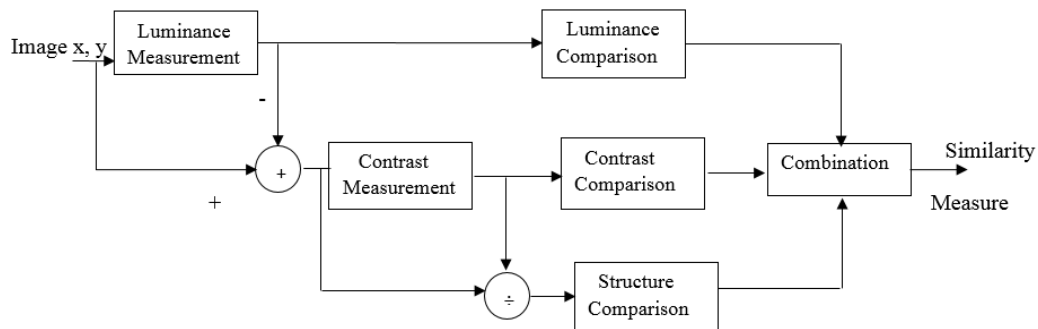 Image x, y
Luminance
Measurement
Luminance
Comparison
-
+
+
Contrast
Measurement
Contrast
Comparison
Combination
Similarity
Measure
÷
Structure
Comparison